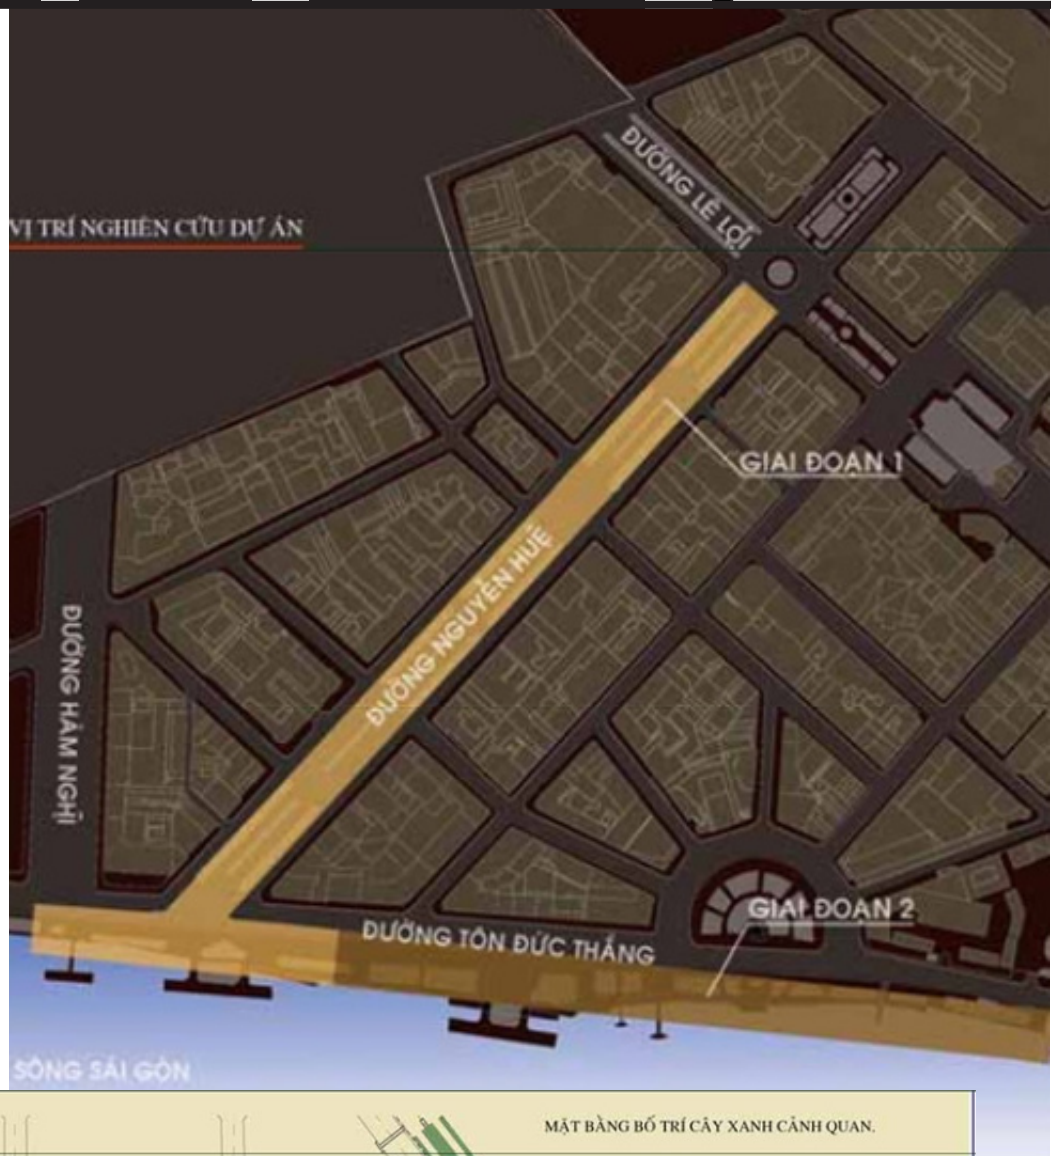 ĐƯỜNG LÊ LỢI
VỊ TRÍ NGHIÊN CỨU DỰ ÁN
GIAI ĐOẠN 1
ĐƯỜNG NGUYỄN HUỆ
ĐƯỜNG HÀM NGHI
GIAI ĐOẠN 2
ĐƯỜNG TÔN ĐỨC THẮNG
SÔNG SÀI GÒN
MẶT BẰNG BỐ TRÍ CÂY XANH CẢNH QUAN.